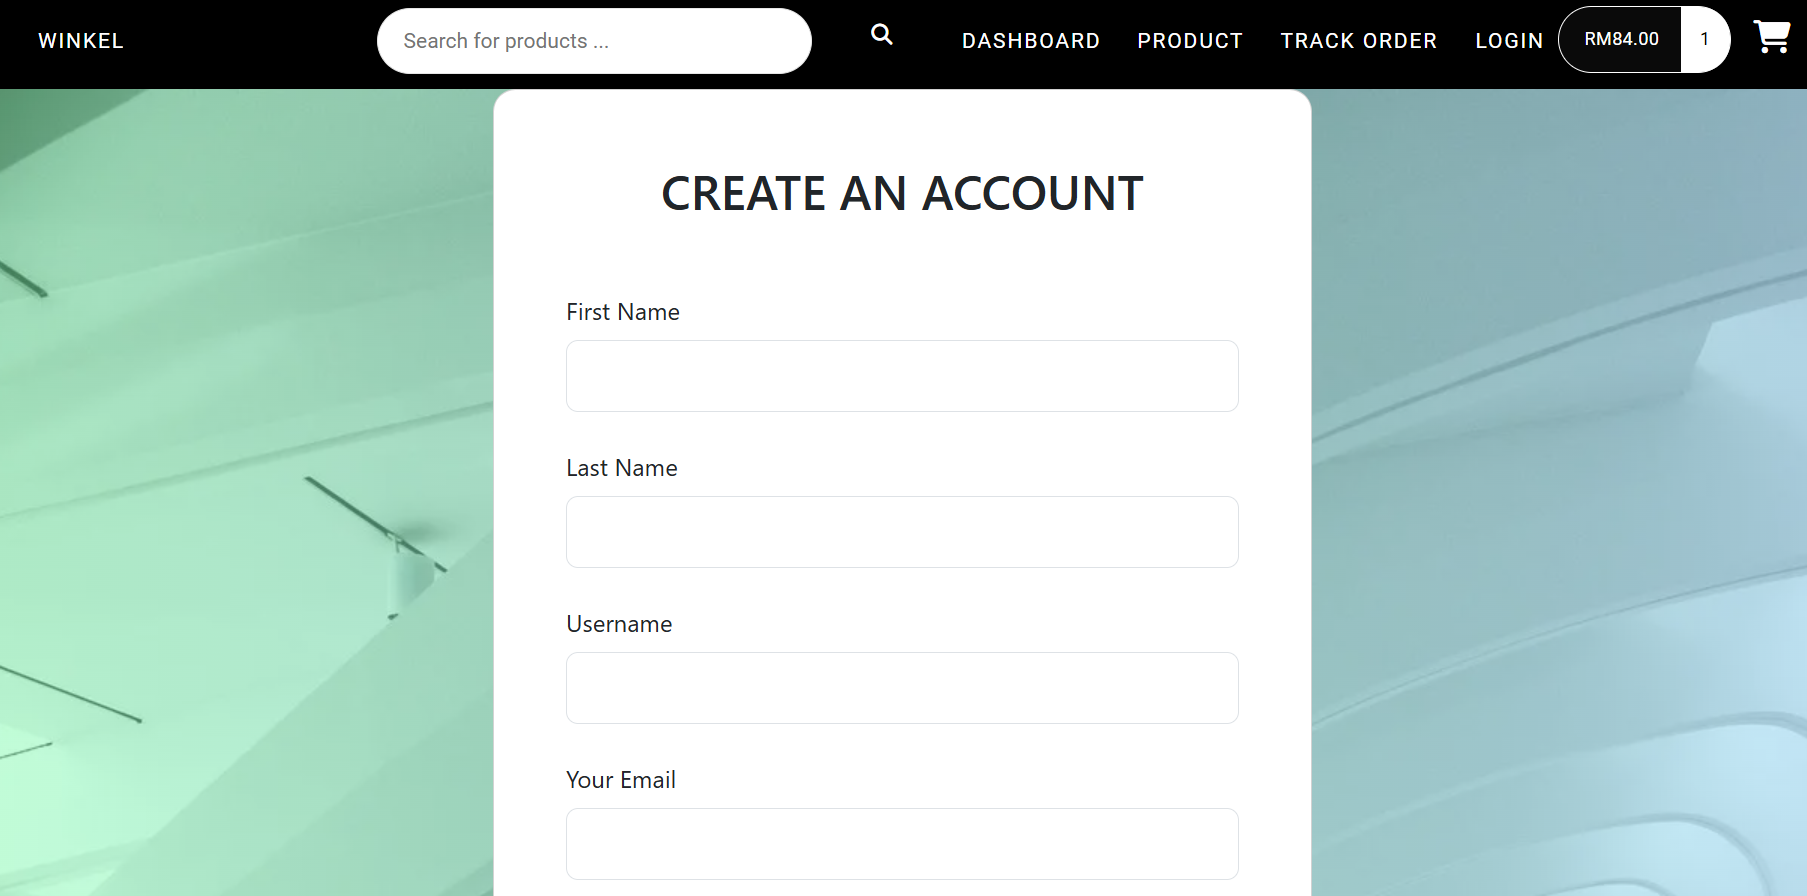 WINKEL
Search for products ...
DASHBOARD
PRODUCT
TRACK ORDER
LOGIN
RM84.00
1
CREATE AN ACCOUNT
First Name
Last Name
Username
Your Email